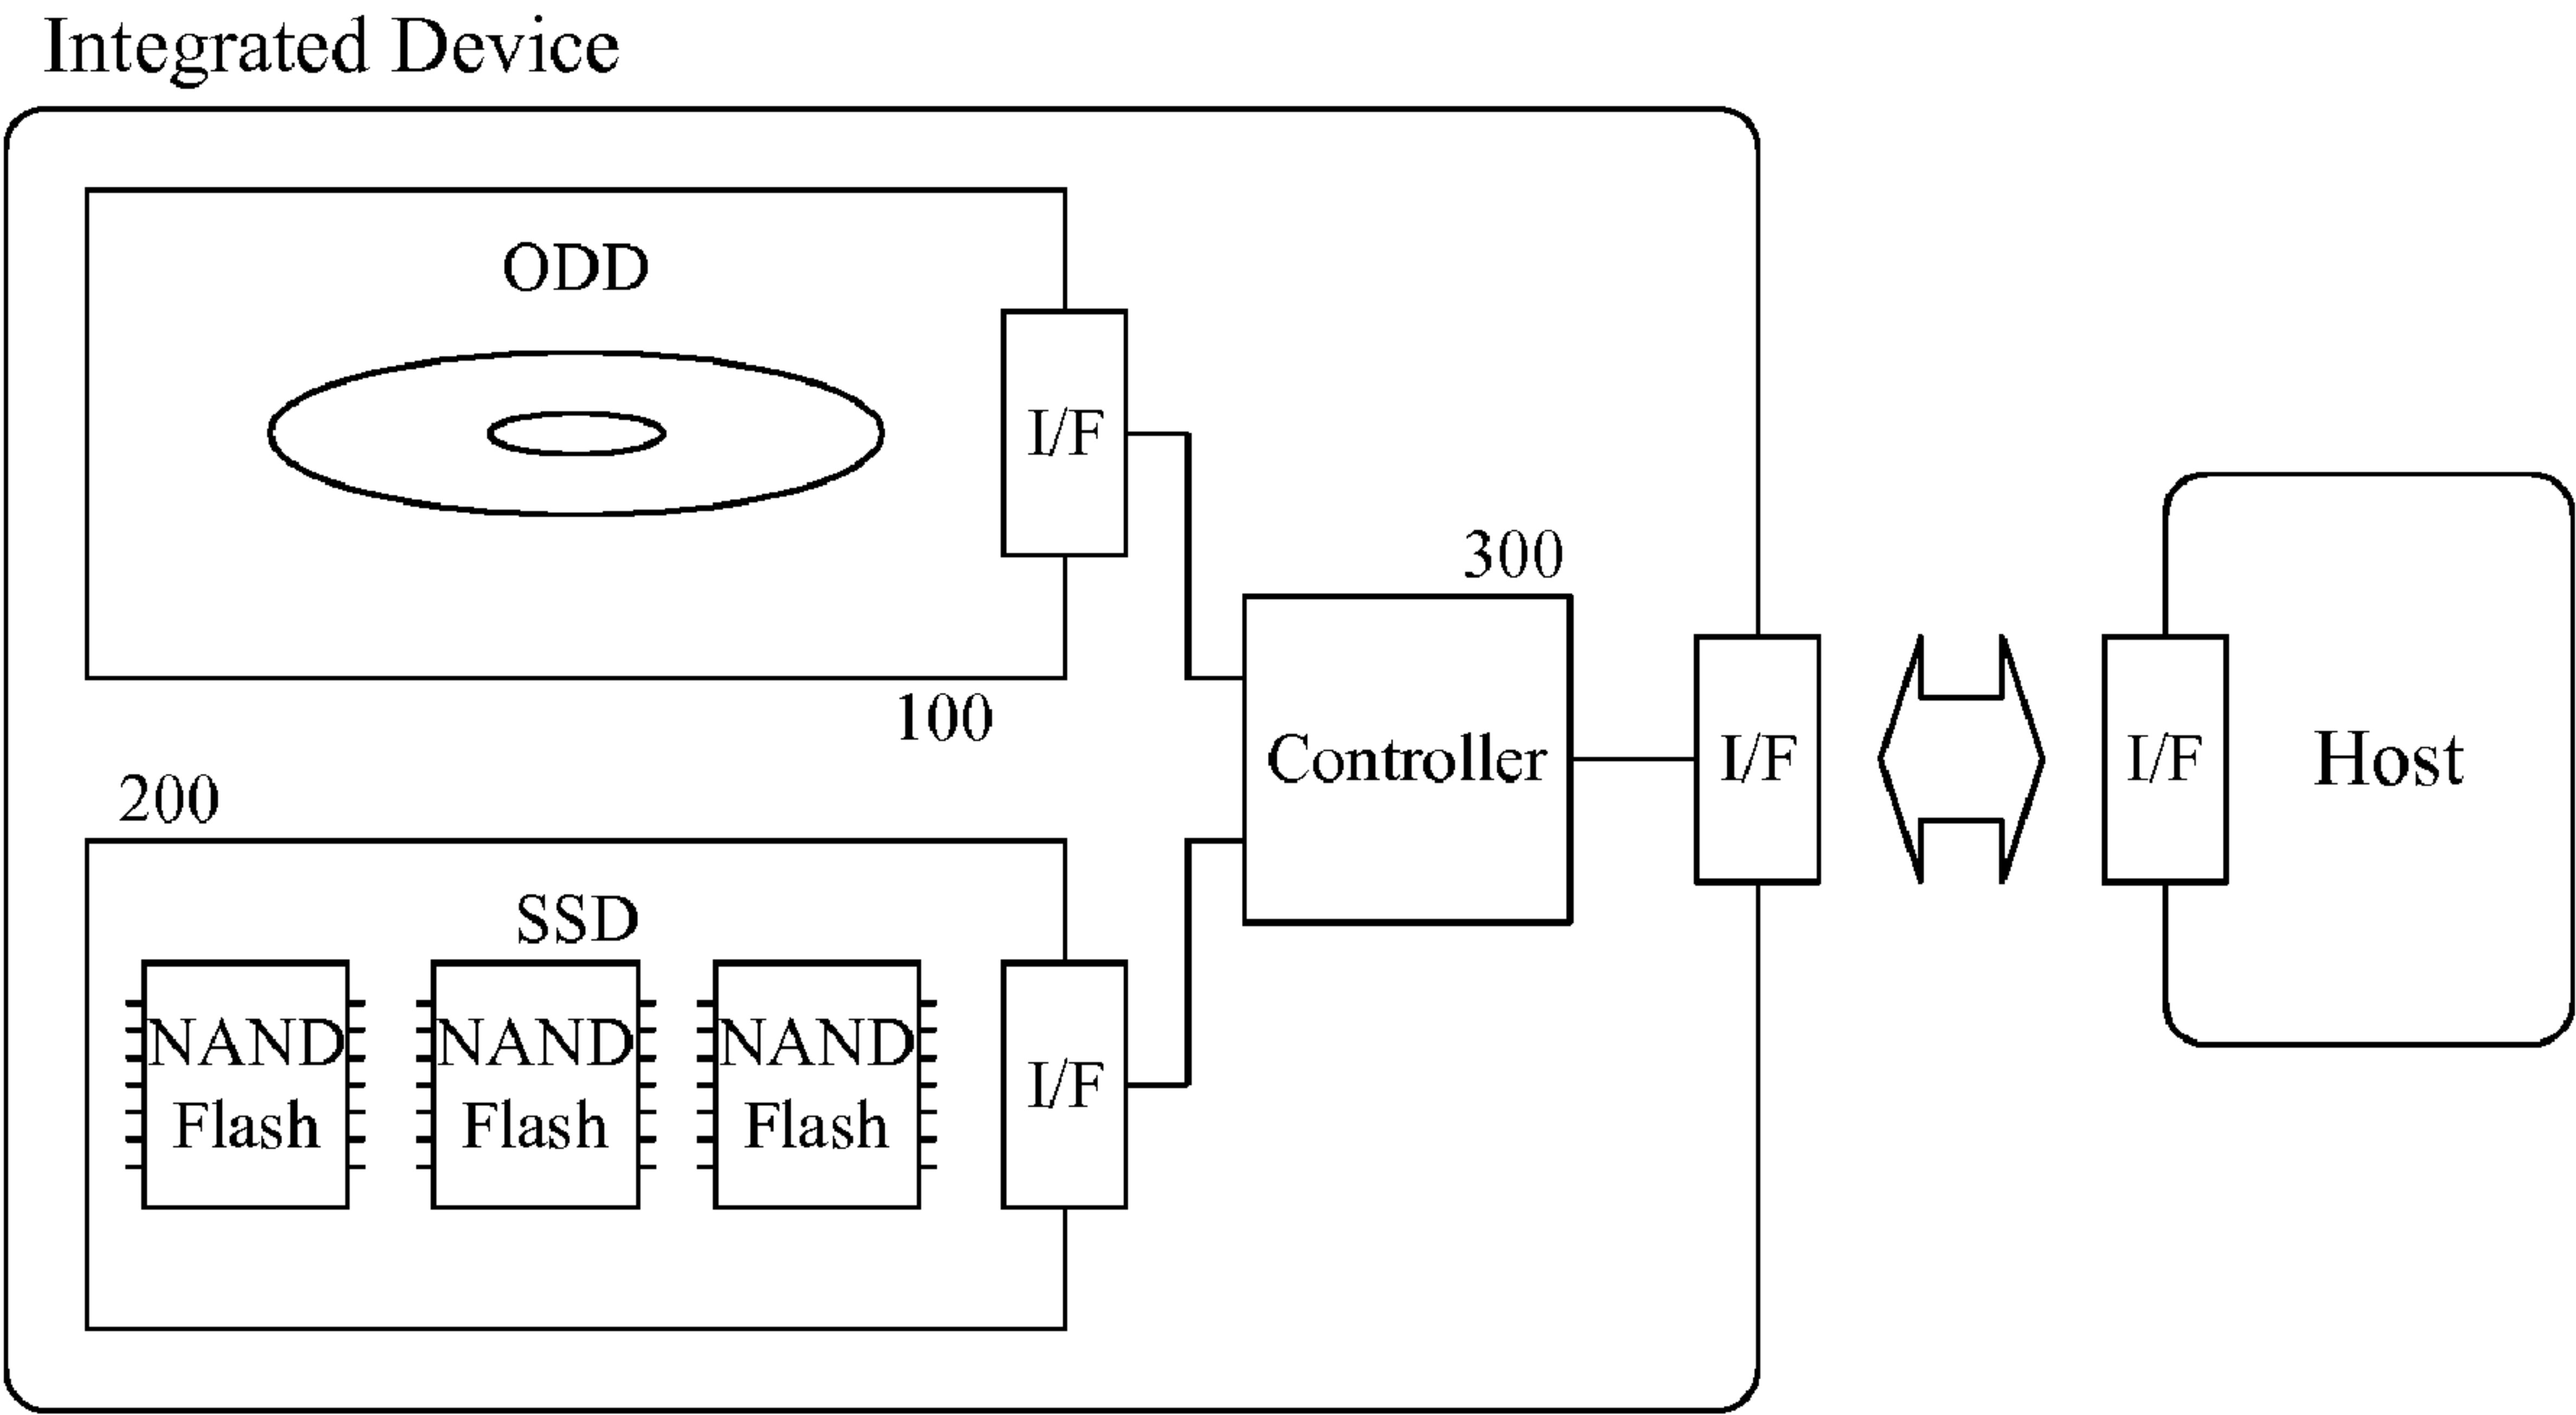 Integrated Device
ODD
I/F
100
300
Controller
I/F
I/F
Host
200
SSD
NAND
Flash
NAND
Flash
NAND
Flash
I/F